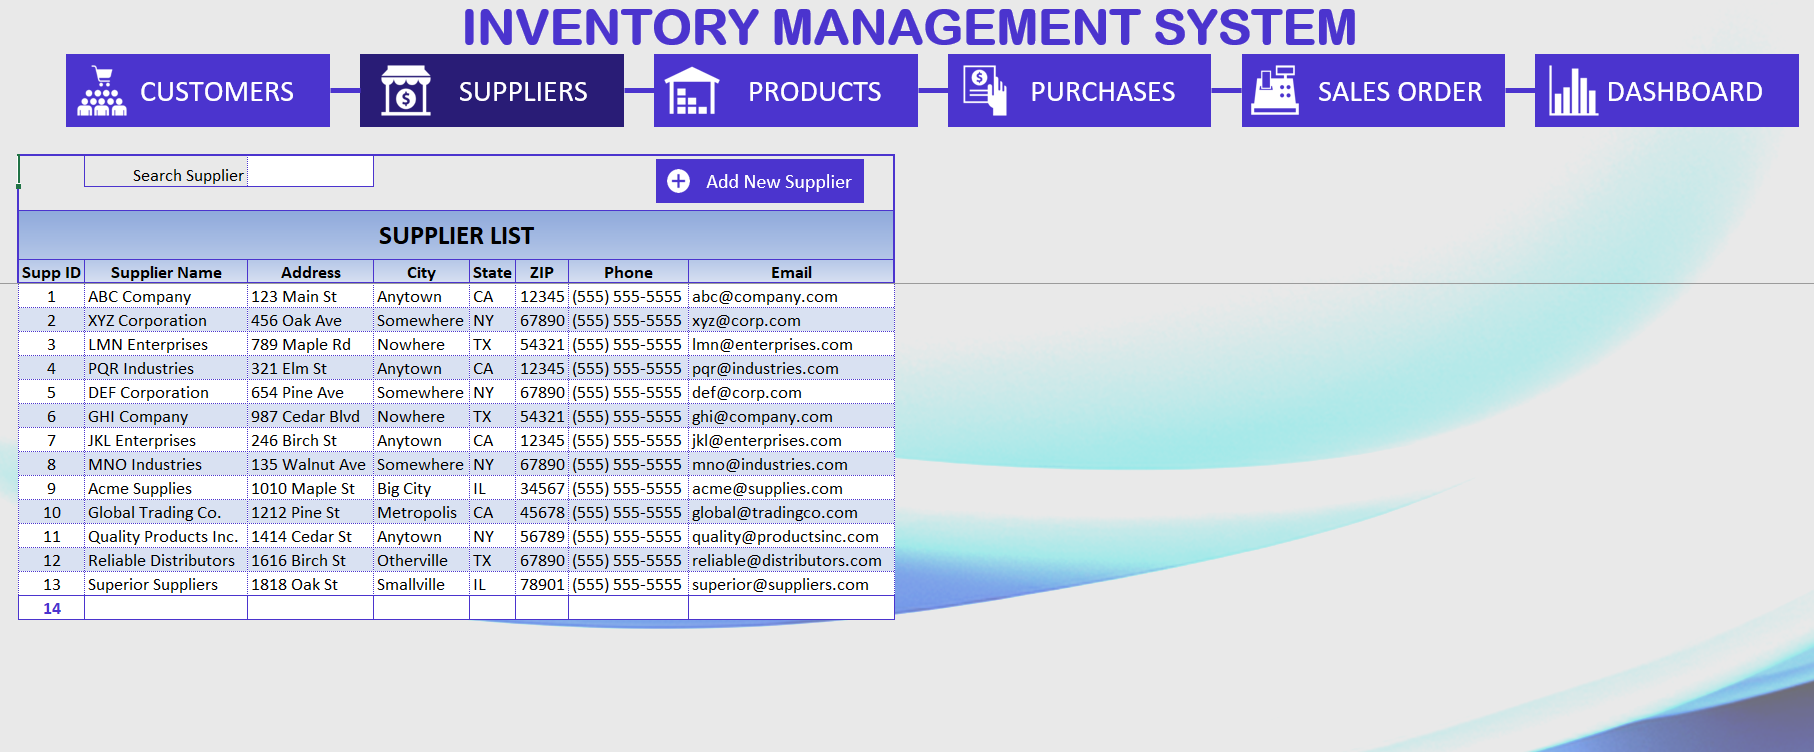 INVENTORY MANAGEMENT SYSTEM
CUSTOMERS SUPPLIERS PRODUCTS PURCHASES SALES ORDER DASHBOARD
Search Supplier Add New Supplier
SUPPLIER LIST
Supp ID Supplier Name Address City State ZIP Phone Email
1 ABC Company 123 Main St Anytown CA 12345 (555) 555-5555 abc@company.com
2 XYZ Corporation 456 Oak Ave Somewhere NY 67890 (555) 555-5555 xyz@corp.com
3 LMN Enterprises 789 Maple Rd Nowhere TX 54321 (555) 555-5555 lmn@enterprises.com
4 PQR Industries 321 Elm St Anytown CA 12345 (555) 555-5555 pqr@industries.com
5 DEF Corporation 654 Pine Ave Somewhere NY 67890 (555) 555-5555 def@corp.com
6 GHI Company 987 Cedar Blvd Nowhere TX 54321 (555) 555-5555 ghi@company.com
7 JKL Enterprises 246 Birch St Anytown CA 12345 (555) 555-5555 jkl@enterprises.com
8 MNO Industries 135 Walnut Ave Somewhere NY 67890 (555) 555-5555 mno@industries.com
9 Acme Supplies 1010 Maple St Big City IL 34567 (555) 555-5555 acme@supplies.com
10 Global Trading Co. 1212 Pine St Metropolis CA 45678 (555) 555-5555 global@tradingco.com
11 Quality Products Inc. 1414 Cedar St Anytown NY 56789 (555) 555-5555 quality@productsinc.com
12 Reliable Distributors 1616 Birch St Otherville TX 67890 (555) 555-5555 reliable@distributors.com
13 Superior Suppliers 1818 Oak St Smallville IL 78901 (555) 555-5555 superior@suppliers.com
14